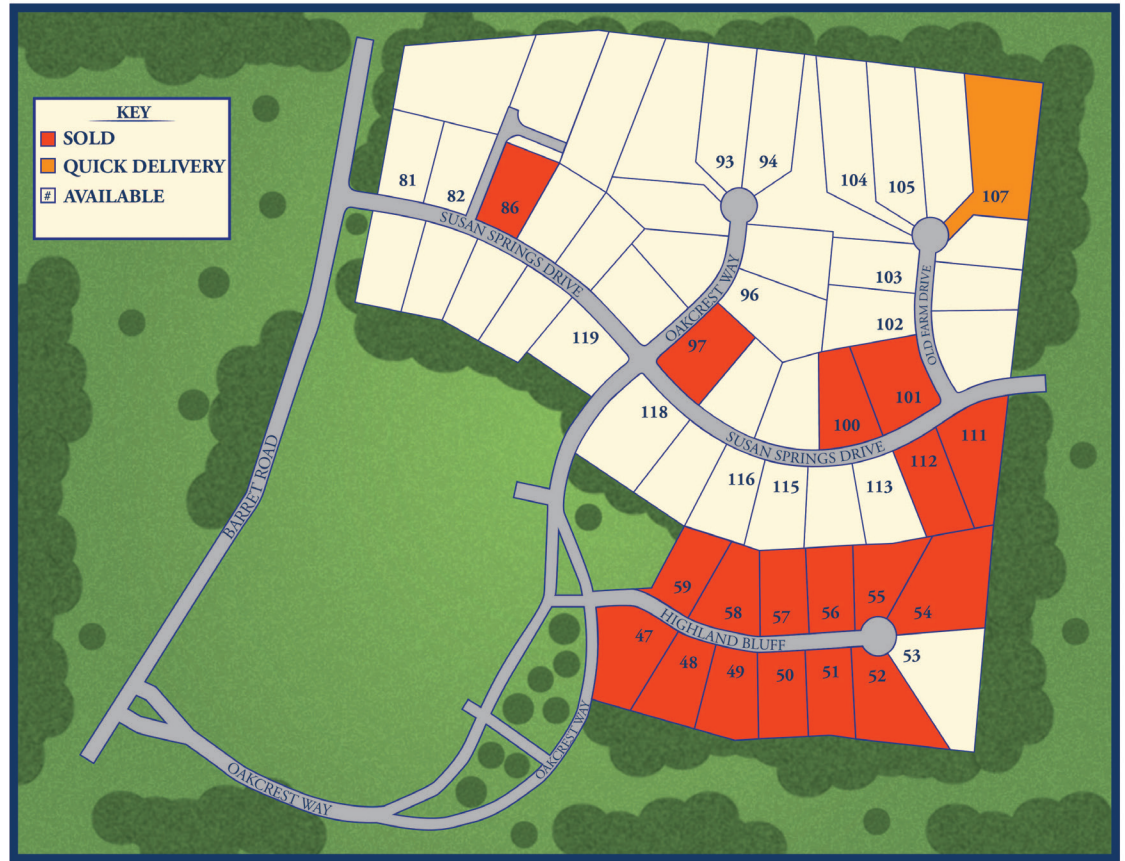 KEY
SOLD
QUICK DELIVERY
# AVAILABLE
93
94
104
105
107
81
82
86
SUSAN SPRINGS DRIVE
OAKCREST WAY
103
96
OLD FARM DRIVE
102
119
97
101
118
100
111
SUSAN SPRINGS DRIVE
112
116
115
113
BARRET ROAD
59
58
57
56
55
54
HIGHLAND BLUFF
47
48
49
50
51
52
53
OAKCREST WAY
OAKCREST WAY